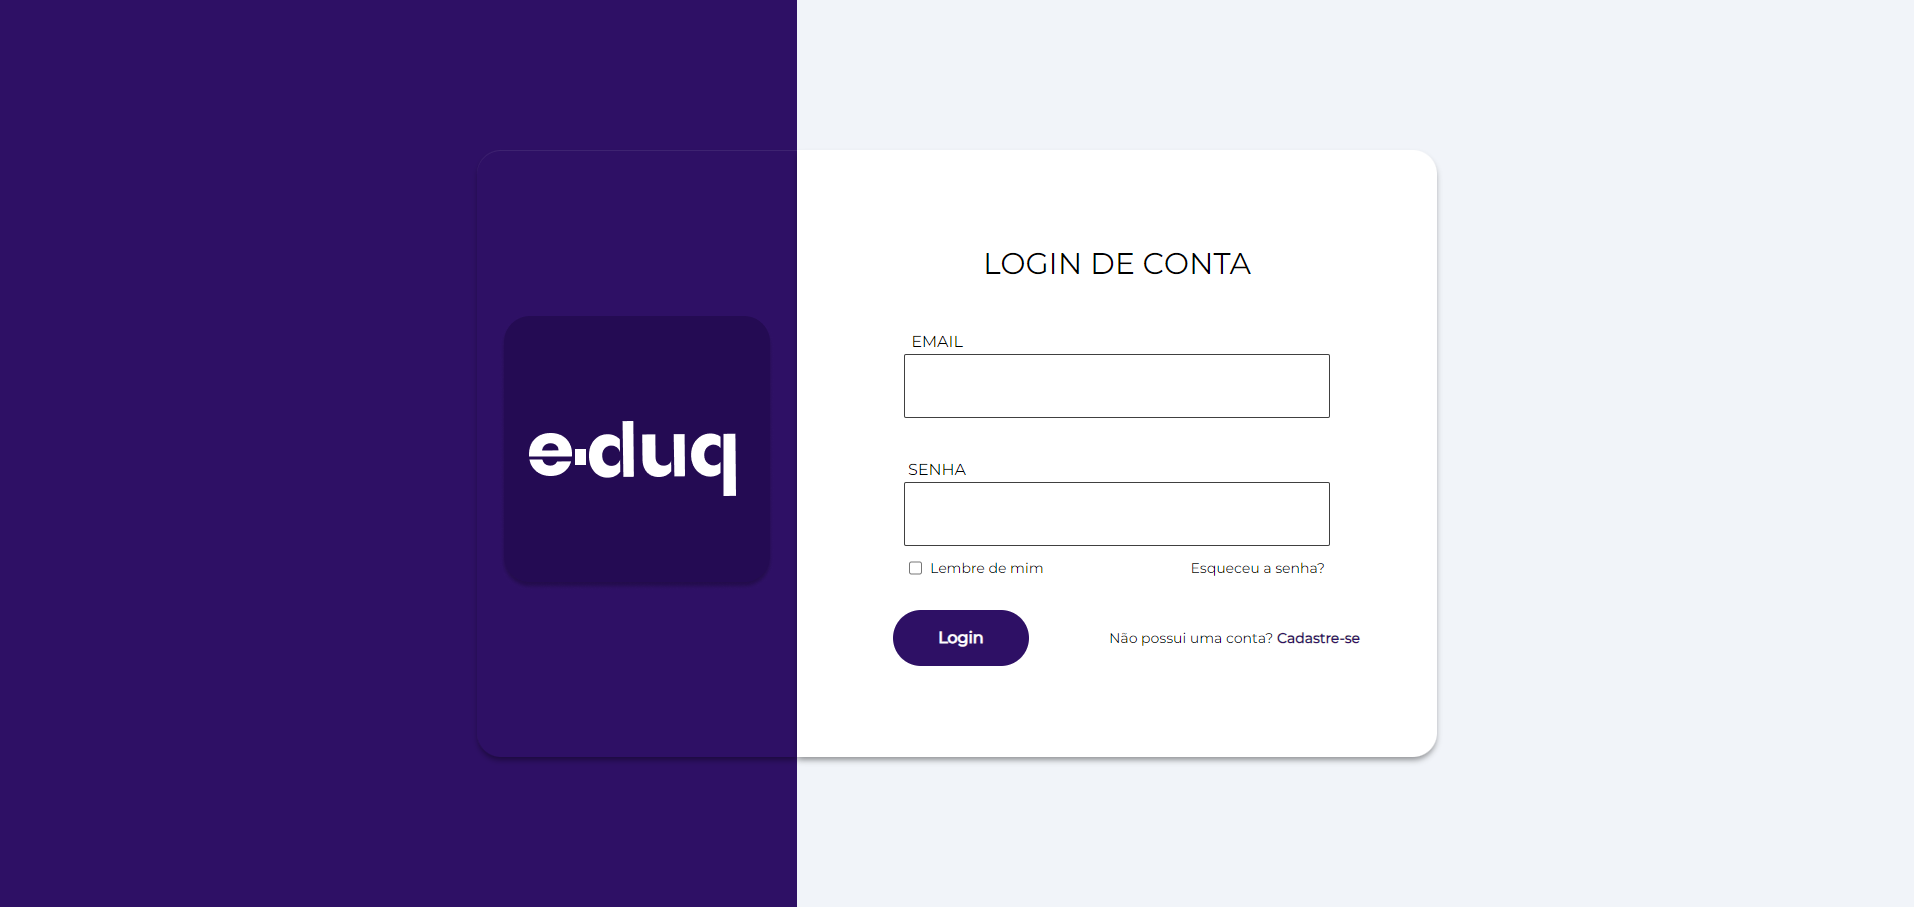 e-duq
LOGIN DE CONTA
EMAIL
SENHA
Lembre de mim Esqueceu a senha?
Login Não possui uma conta? Cadastre-se